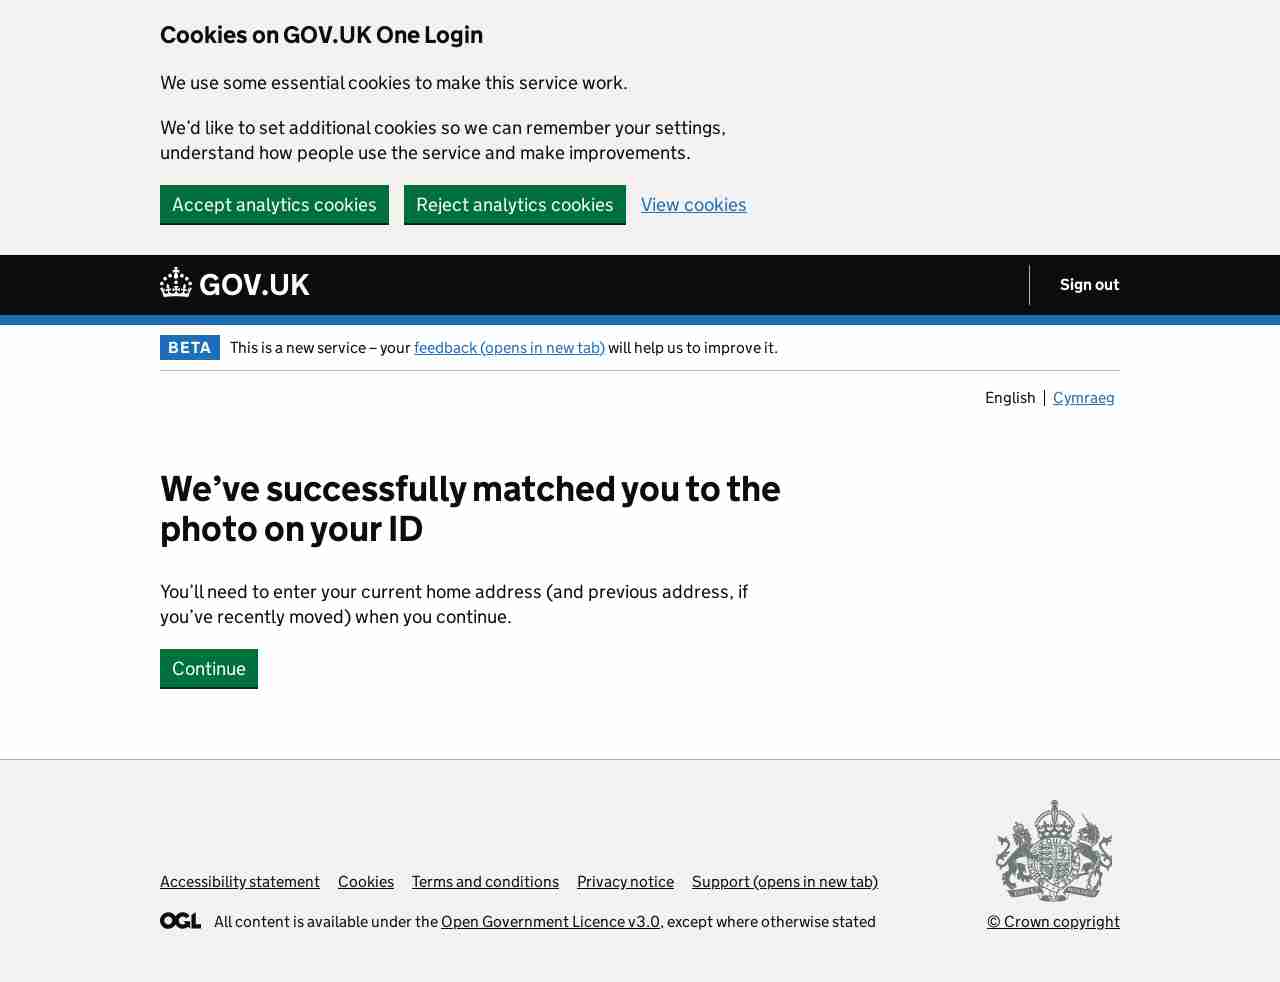 Cookies on GOV.UK One Login
We use some essential cookies to make this service work.
We’d like to set additional cookies so we can remember your settings,
understand how people use the service and make improvements.
Accept analytics cookies Reject analytics cookies View cookies
GOV.UK Sign out
BETA This is a new service – your feedback (opens in new tab) will help us to improve it.
English Cymraeg
We’ve successfully matched you to the
photo on your ID
You’ll need to enter your current home address (and previous address, if
you’ve recently moved) when you continue.
Continue
Accessibility statement Cookies Terms and conditions Privacy notice Support (opens in new tab)
OGL All content is available under the Open Government Licence v3.0, except where otherwise stated
© Crown copyright